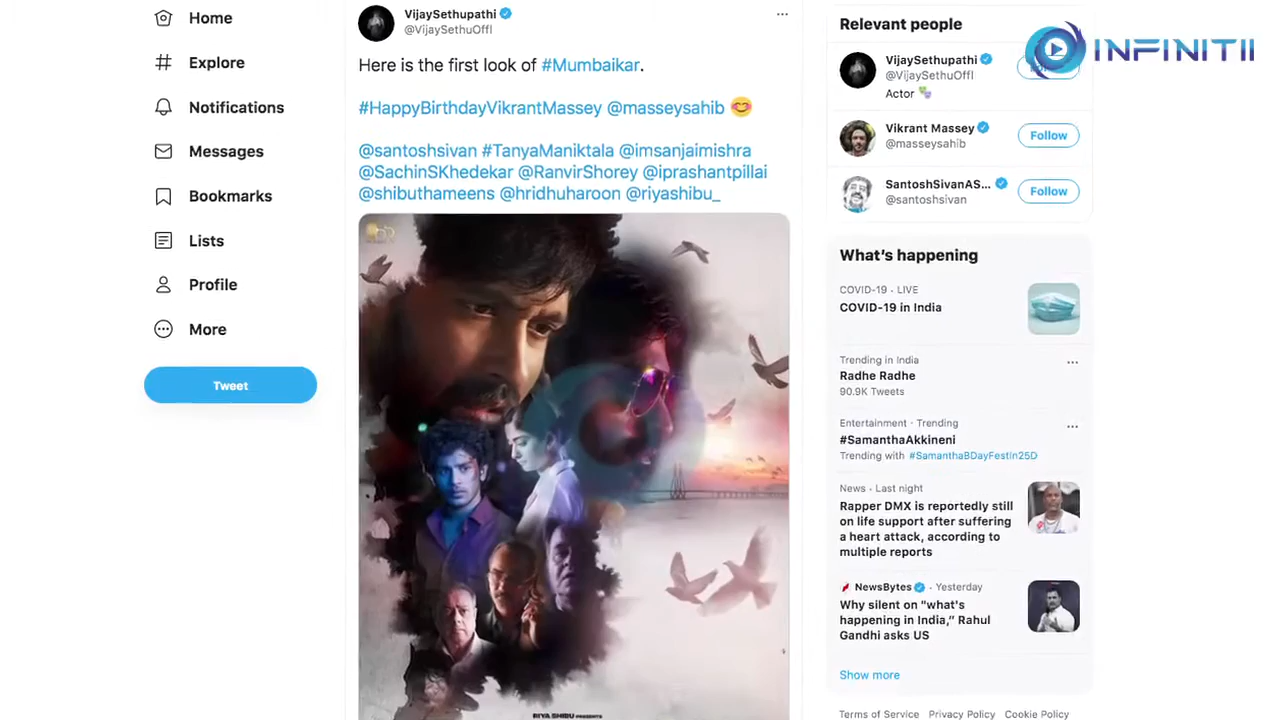 Home
Explore
Notifications
Messages
Bookmarks
Lists
Profile
More
Tweet
VijaySethupathi
@VijaySethuOffl
Here is the first look of #Mumbaikar.
#HappyBirthdayVikrantMassey @masseysahib 😊
@santoshsivan #TanyaManiktala @imsanjaimishra
@SachinSKhedekar @RanvirShorey @iprashantpillai
@shibuthameens @hridhuharoon @riyashibu_
RIYA SHIBU PRESENTS
INFINITII
Relevant people
VijaySethupathi
@VijaySethuOffl
Actor 🎭
Vikrant Massey
@masseysahib
Follow
SantoshSivanAS...
@santoshsivan
Follow
What's happening
COVID-19 · LIVE
COVID-19 in India
Trending in India
Radhe Radhe
90.9K Tweets
Entertainment · Trending
#SamanthaAkkineni
Trending with #SamanthaBDayFestIn25D
News · Last night
Rapper DMX is reportedly still
on life support after suffering
a heart attack, according to
multiple reports
NewsBytes · Yesterday
Why silent on "what's
happening in India," Rahul
Gandhi asks US
Show more
Terms of Service Privacy Policy Cookie Policy